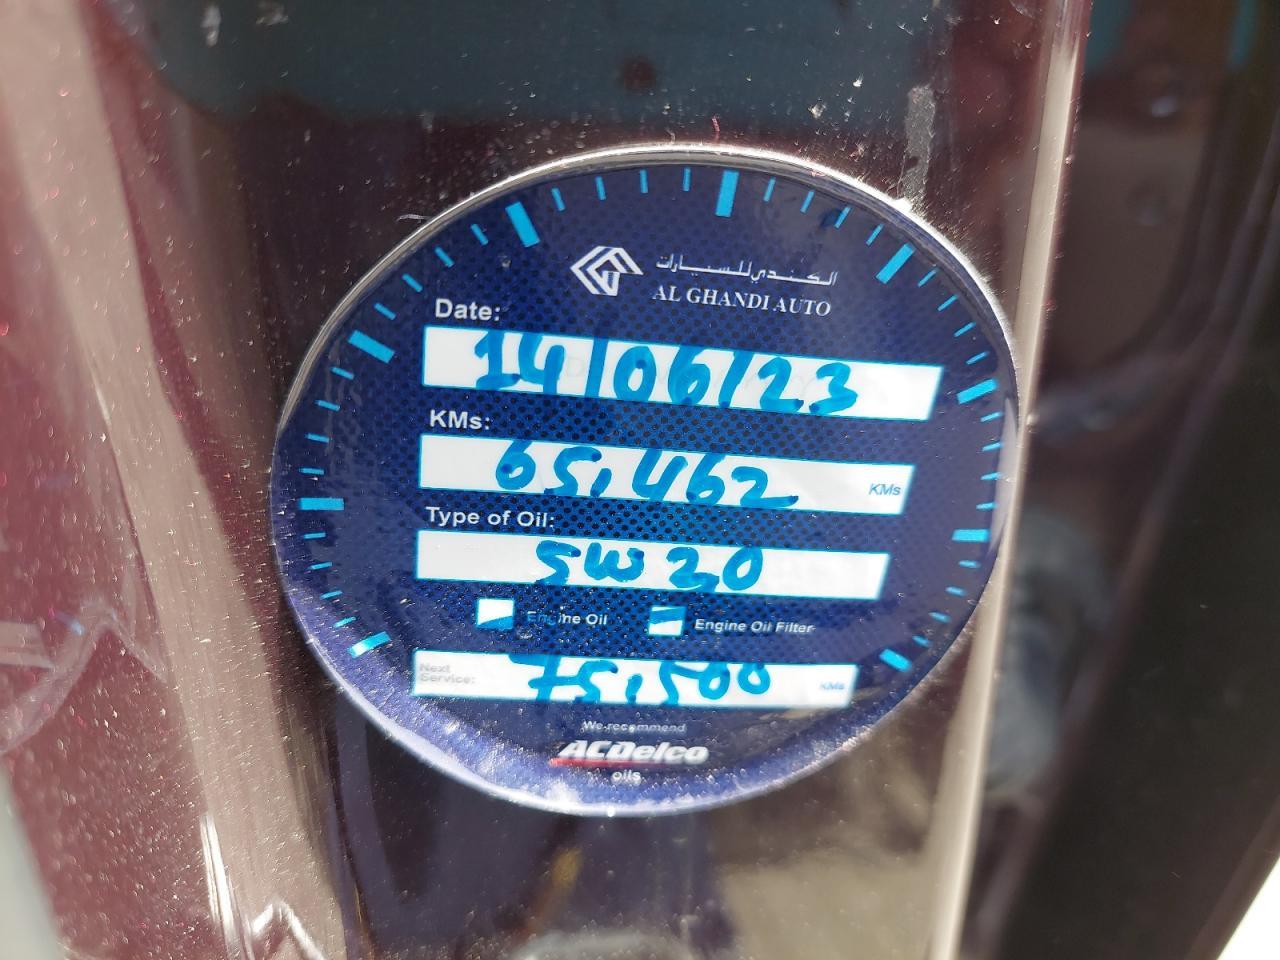 الكندي للسيارات
AL GHANDI AUTO
Date:
14/06/23
KMs:
65,462 KMs
Type of Oil:
5W20
Engine Oil Engine Oil Filter
Next Service: 75,500 KMs
We recommend
ACDelco
oils